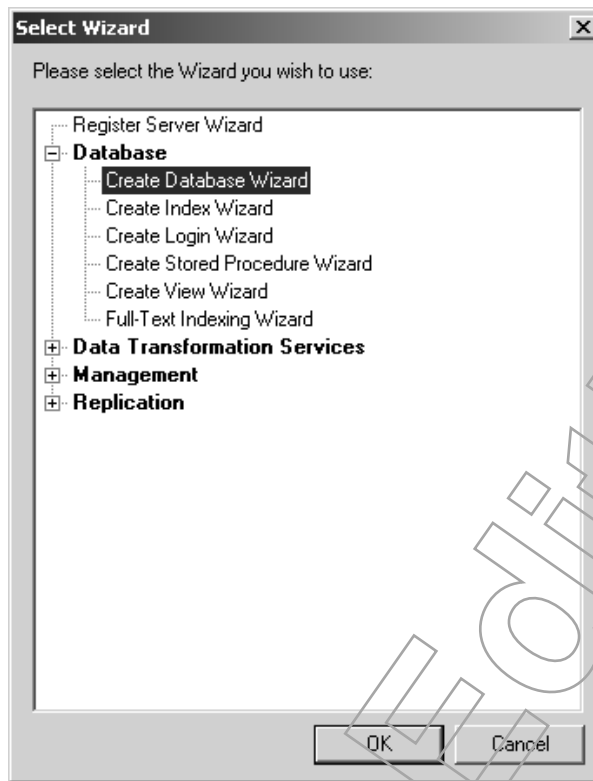 Select Wizard
Please select the Wizard you wish to use:
Register Server Wizard
Database
Create Database Wizard
Create Index Wizard
Create Login Wizard
Create Stored Procedure Wizard
Create View Wizard
Full-Text Indexing Wizard
Data Transformation Services
Management
Replication
OK
Cancel